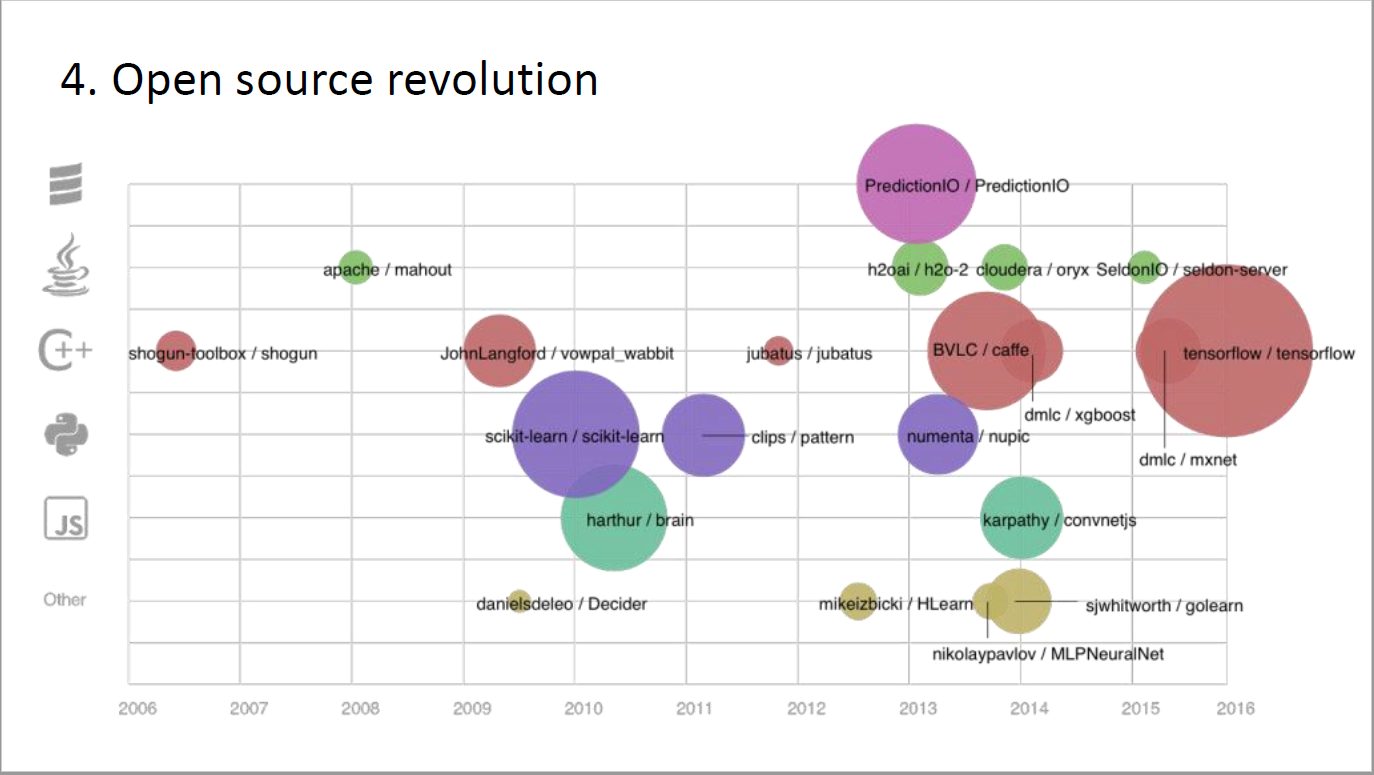 4. Open source revolution
PredictionIO / PredictionIO
apache / mahout
h2oai / h2o-2
cloudera / oryx
SeldonIO / seldon-server
C++
shogun-toolbox / shogun
JohnLangford / vowpal_wabbit
jubatus / jubatus
BVLC / caffe
tensorflow / tensorflow
dmlc / xgboost
scikit-learn / scikit-learn
clips / pattern
numenta / nupic
dmlc / mxnet
JS
harthur / brain
karpathy / convnetjs
Other
danielsdeleo / Decider
mikeizbicki / HLearn
sjwhitworth / golearn
nikolaypavlov / MLPNeuralNet
2006 2007 2008 2009 2010 2011 2012 2013 2014 2015 2016